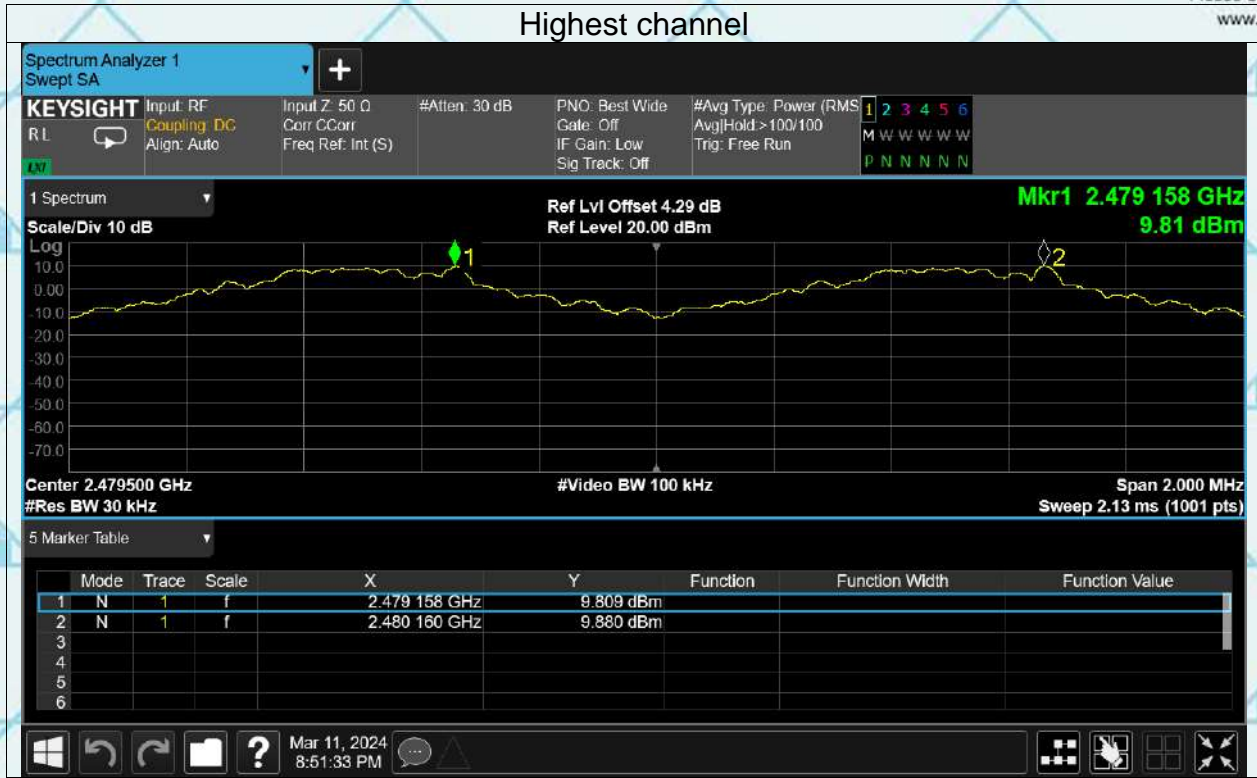 Highest channel
www.
Spectrum Analyzer 1
Swept SA
+
KEYSIGHT Input: RF Input Z: 50 Ω #Atten: 30 dB PNO: Best Wide #Avg Type: Power (RMS 1 2 3 4 5 6
RL Coupling: DC Corr CCorr Gate: Off Avg|Hold:>100/100 M W W W W W
Align: Auto Freq Ref: Int (S) IF Gain: Low Trig: Free Run
LXI Sig Track: Off P N N N N N
1 Spectrum
Ref Lvl Offset 4.29 dB Mkr1 2.479 158 GHz
Scale/Div 10 dB Ref Level 20.00 dBm 9.81 dBm
Log
1 2
10.0
0.00
-10.0
-20.0
-30.0
-40.0
-50.0
-60.0
-70.0
Center 2.479500 GHz #Video BW 100 kHz Span 2.000 MHz
#Res BW 30 kHz Sweep 2.13 ms (1001 pts)
5 Marker Table
Mode Trace Scale X Y Function Function Width Function Value
1 N 1 f 2.479 158 GHz 9.809 dBm
2 N 1 f 2.480 160 GHz 9.880 dBm
3
4
5
6
? Mar 11, 2024
8:51:33 PM